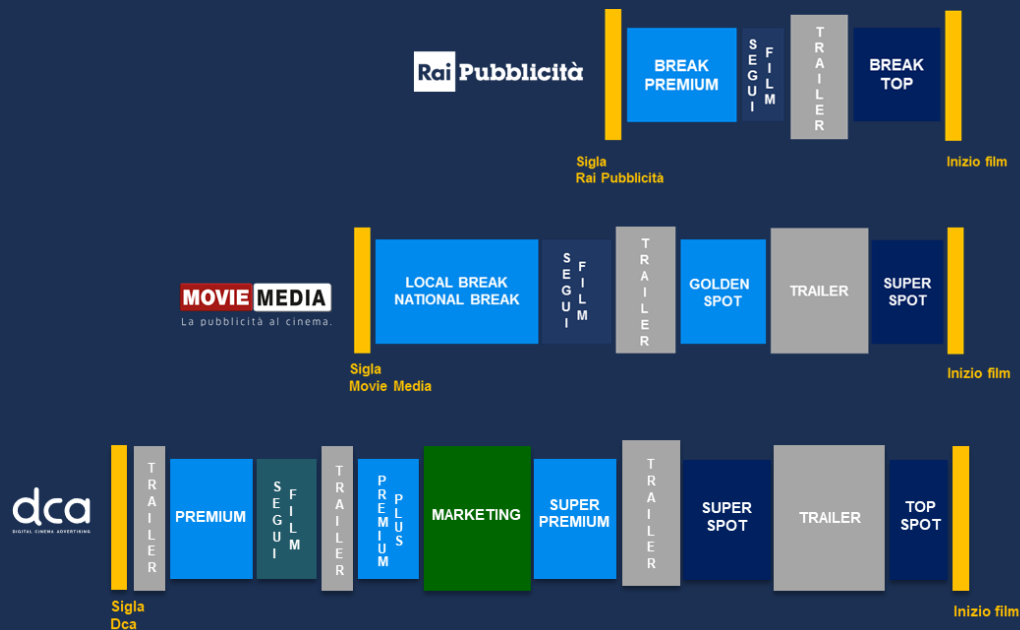 Rai Pubblicità
BREAK
PREMIUM
SEGUI
FILM
TRAILER
BREAK
TOP
Sigla
Rai Pubblicità
Inizio film
MOVIE MEDIA
La pubblicità al cinema.
LOCAL BREAK
NATIONAL BREAK
SEGUI
FILM
TRAILER
GOLDEN
SPOT
TRAILER
SUPER
SPOT
Sigla
Movie Media
Inizio film
dca
DIGITAL CINEMA ADVERTISING
TRAILER
PREMIUM
SEGUI
FILM
TRAILER
PREMIUM
PLUS
MARKETING
SUPER
PREMIUM
TRAILER
SUPER
SPOT
TRAILER
TOP
SPOT
Sigla
Dca
Inizio film